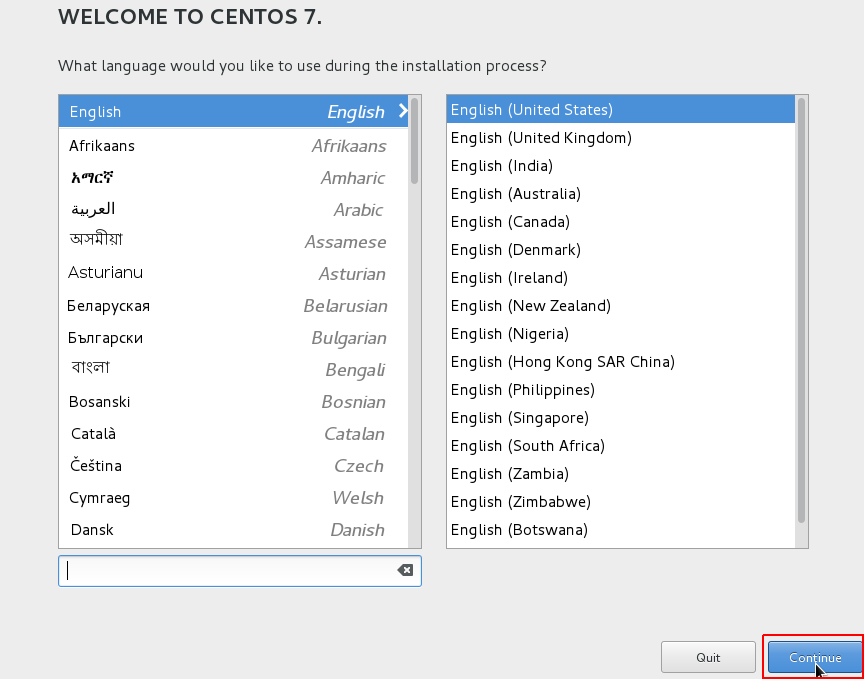 WELCOME TO CENTOS 7.
What language would you like to use during the installation process?
English English
Afrikaans Afrikaans
አማርኛ Amharic
العربية Arabic
অসমীয়া Assamese
Asturianu Asturian
Беларуская Belarusian
Български Bulgarian
বাংলা Bengali
Bosanski Bosnian
Català Catalan
Čeština Czech
Cymraeg Welsh
Dansk Danish
English (United States)
English (United Kingdom)
English (India)
English (Australia)
English (Canada)
English (Denmark)
English (Ireland)
English (New Zealand)
English (Nigeria)
English (Hong Kong SAR China)
English (Philippines)
English (Singapore)
English (South Africa)
English (Zambia)
English (Zimbabwe)
English (Botswana)
Quit Continue